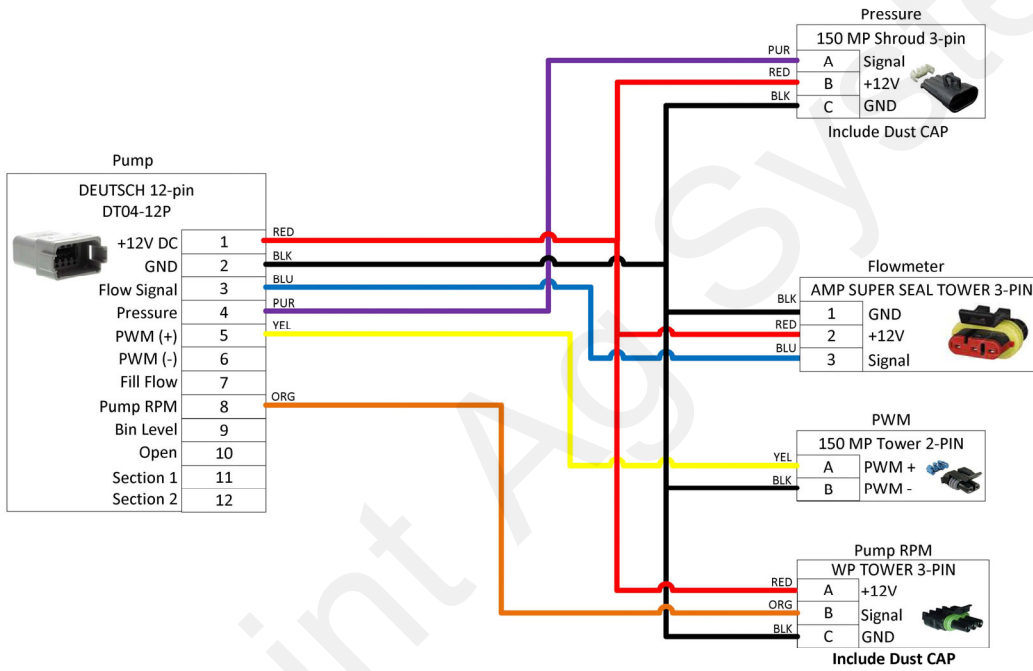 Pump
DEUTSCH 12-pin
DT04-12P
+12V DC 1 RED
GND 2 BLK
Flow Signal 3 BLU
Pressure 4 PUR
PWM (+) 5 YEL
PWM (-) 6
Fill Flow 7
Pump RPM 8 ORG
Bin Level 9
Open 10
Section 1 11
Section 2 12
Pressure
150 MP Shroud 3-pin
PUR A Signal
RED B +12V
BLK C GND
Include Dust CAP
Flowmeter
AMP SUPER SEAL TOWER 3-PIN
BLK 1 GND
RED 2 +12V
BLU 3 Signal
PWM
150 MP Tower 2-PIN
YEL A PWM +
BLK B PWM -
Pump RPM
WP TOWER 3-PIN
RED A +12V
ORG B Signal
BLK C GND
Include Dust CAP
int Ag System